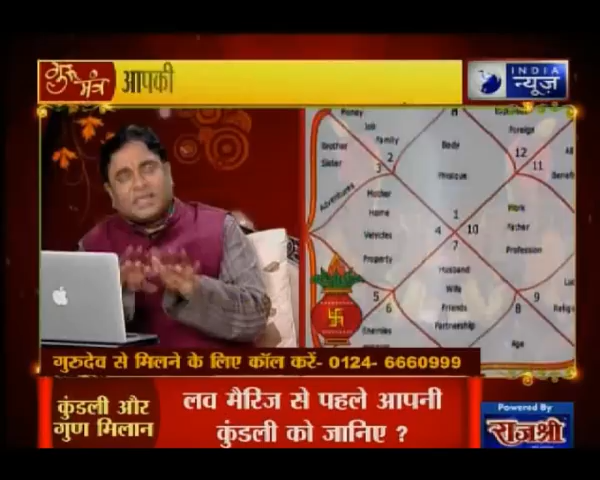 गुरु मंत्र
आपकी
INDIA
न्यूज़
Money
Job
Family
Brother
Sister
2
3
Adventures
Body
Physique
Foreign
12
11
Mother
Home
Vehicles
Property
1
4
10
7
Work
Father
Profession
Husband
Wife
Friends
Partnership
5
6
Enemies
9
8
Age
गुरुदेव से मिलने के लिए कॉल करें- 0124- 6660999
कुंडली और
गुण मिलान
लव मैरिज से पहले आपनी
कुंडली को जानिए ?
Powered By
राजश्री